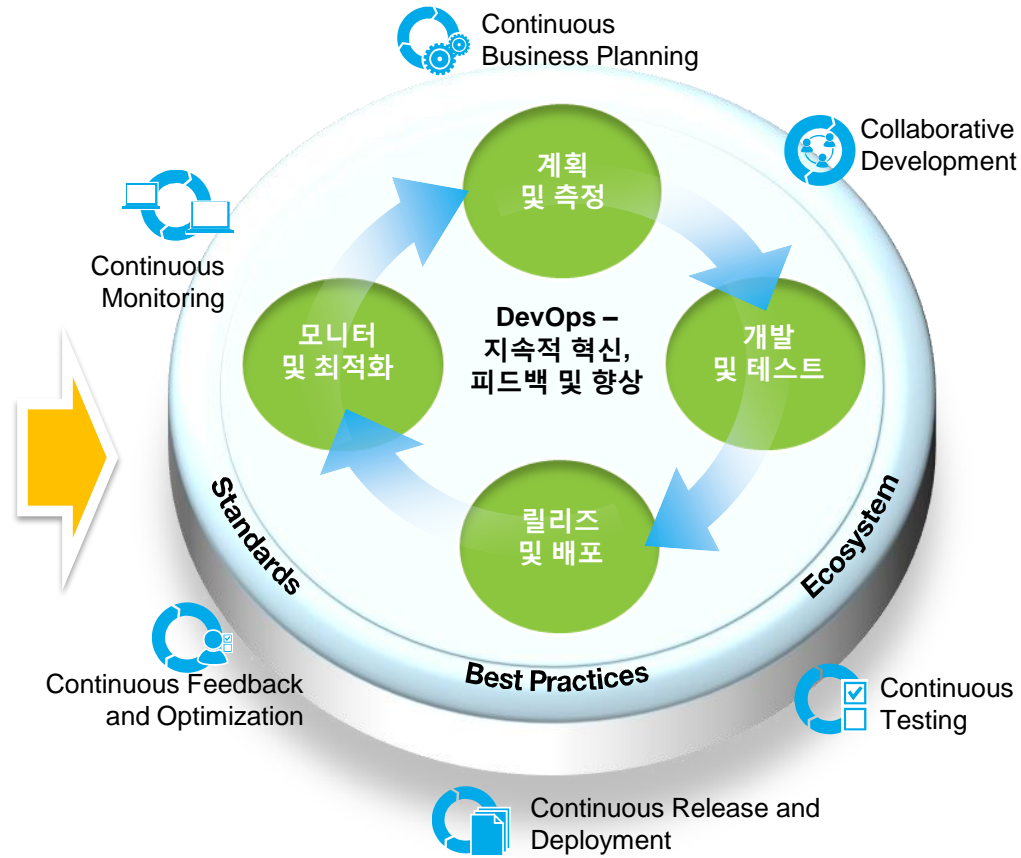 Continuous
Business Planning
Collaborative
Development
계획
및 측정
Continuous
Monitoring
DevOps –
지속적 혁신,
피드백 및 향상
모니터
및 최적화
개발
및 테스트
릴리즈
및 배포
Standards
Best Practices
Ecosystem
Continuous Feedback
and Optimization
Continuous
Testing
Continuous Release and
Deployment